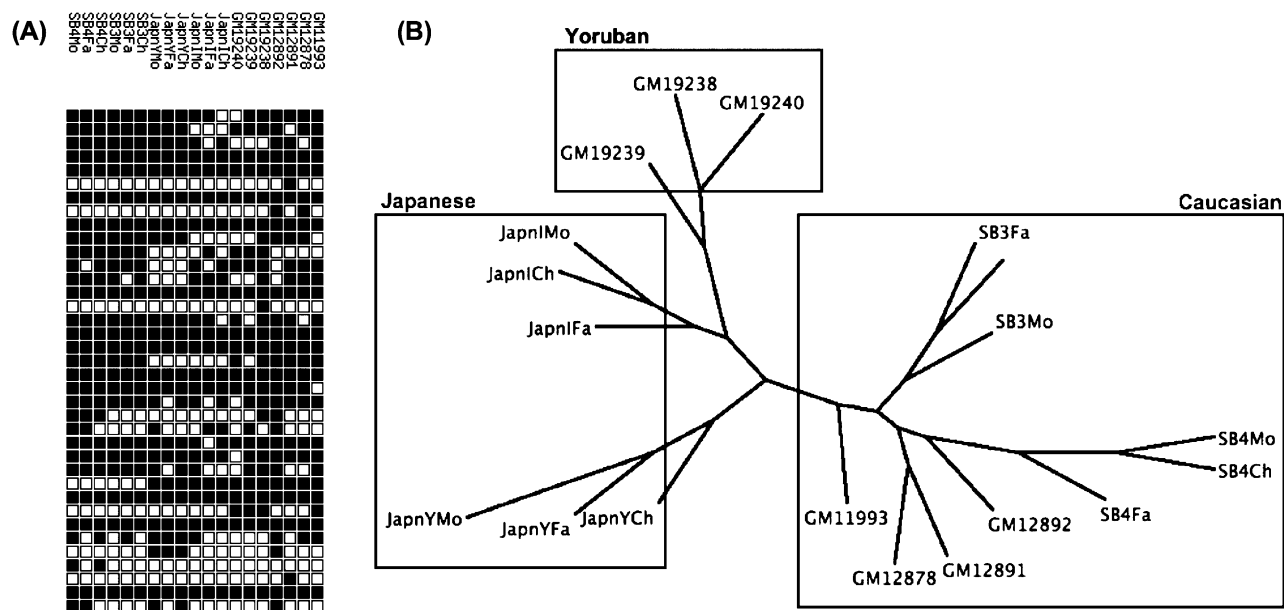 (A)
SB4Mo
SB4Fa
SB4Ch
SB3Mo
SB3Fa
SB3Ch
JapnYMo
JapnYFa
JapnYCh
JapnIMo
JapnIFa
JapnICh
GM19240
GM19239
GM19238
GM12892
GM12891
GM12878
GM11993
(B)
Yoruban
GM19238
GM19240
GM19239
Japanese
Caucasian
JapnIMo
SB3Fa
JapnICh
JapnIFa
SB3Mo
SB4Mo
SB4Ch
JapnYMo
JapnYFa
JapnYCh
GM11993
GM12892
SB4Fa
GM12878
GM12891